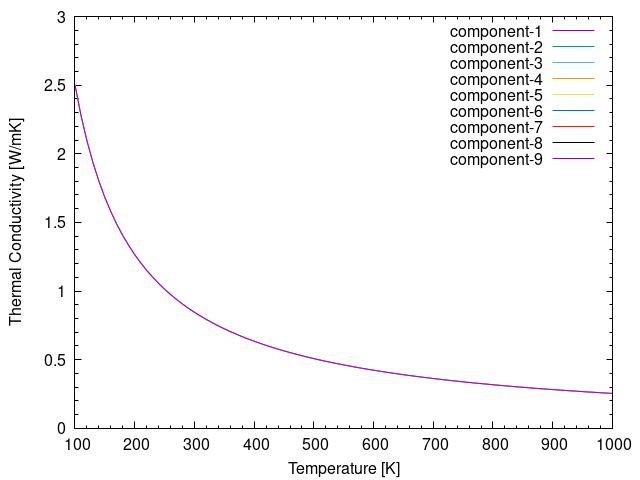 3
2.5
2
1.5
1
0.5
0
Thermal Conductivity [W/mK]
component-1
component-2
component-3
component-4
component-5
component-6
component-7
component-8
component-9
100 200 300 400 500 600 700 800 900 1000
Temperature [K]